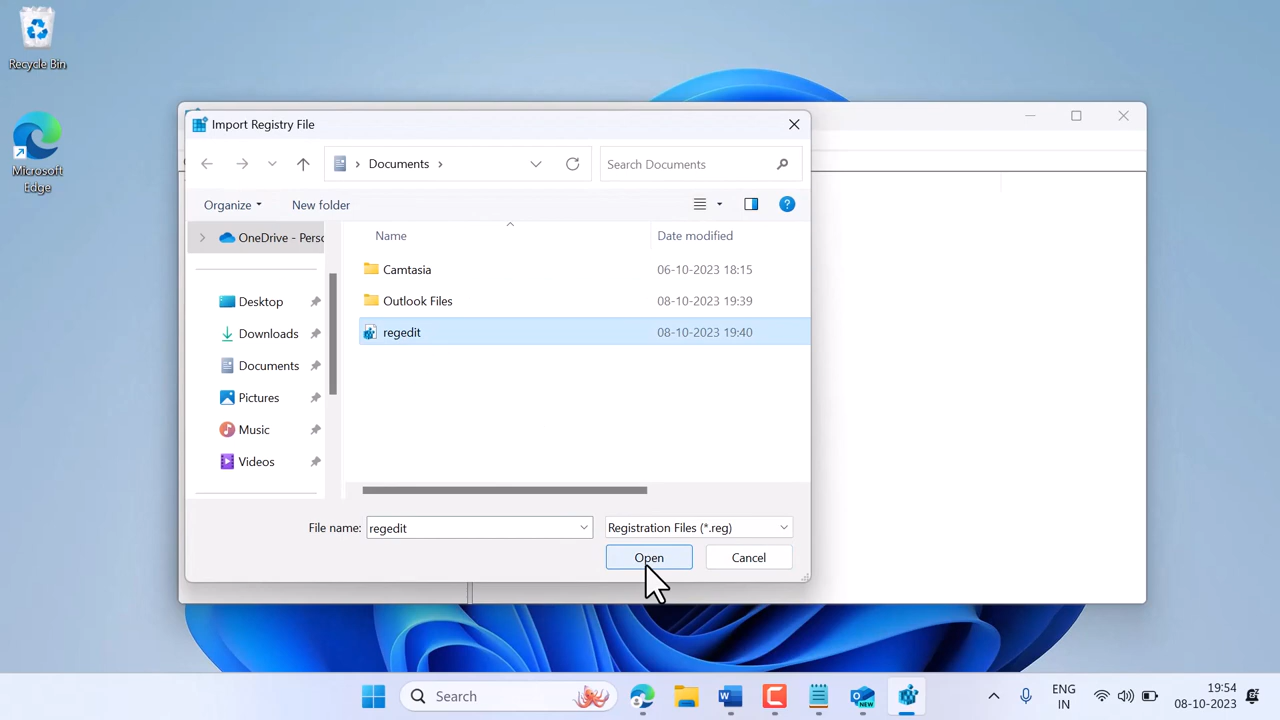 Recycle Bin
Microsoft
Edge
Import Registry File
Documents
Search Documents
Organize
New folder
OneDrive - Perso
Name
Date modified
Camtasia
06-10-2023 18:15
Outlook Files
08-10-2023 19:39
regedit
08-10-2023 19:40
Desktop
Downloads
Documents
Pictures
Music
Videos
File name:
regedit
Registration Files (*.reg)
Open
Cancel
Search
NEW
ENG
IN
19:54
08-10-2023